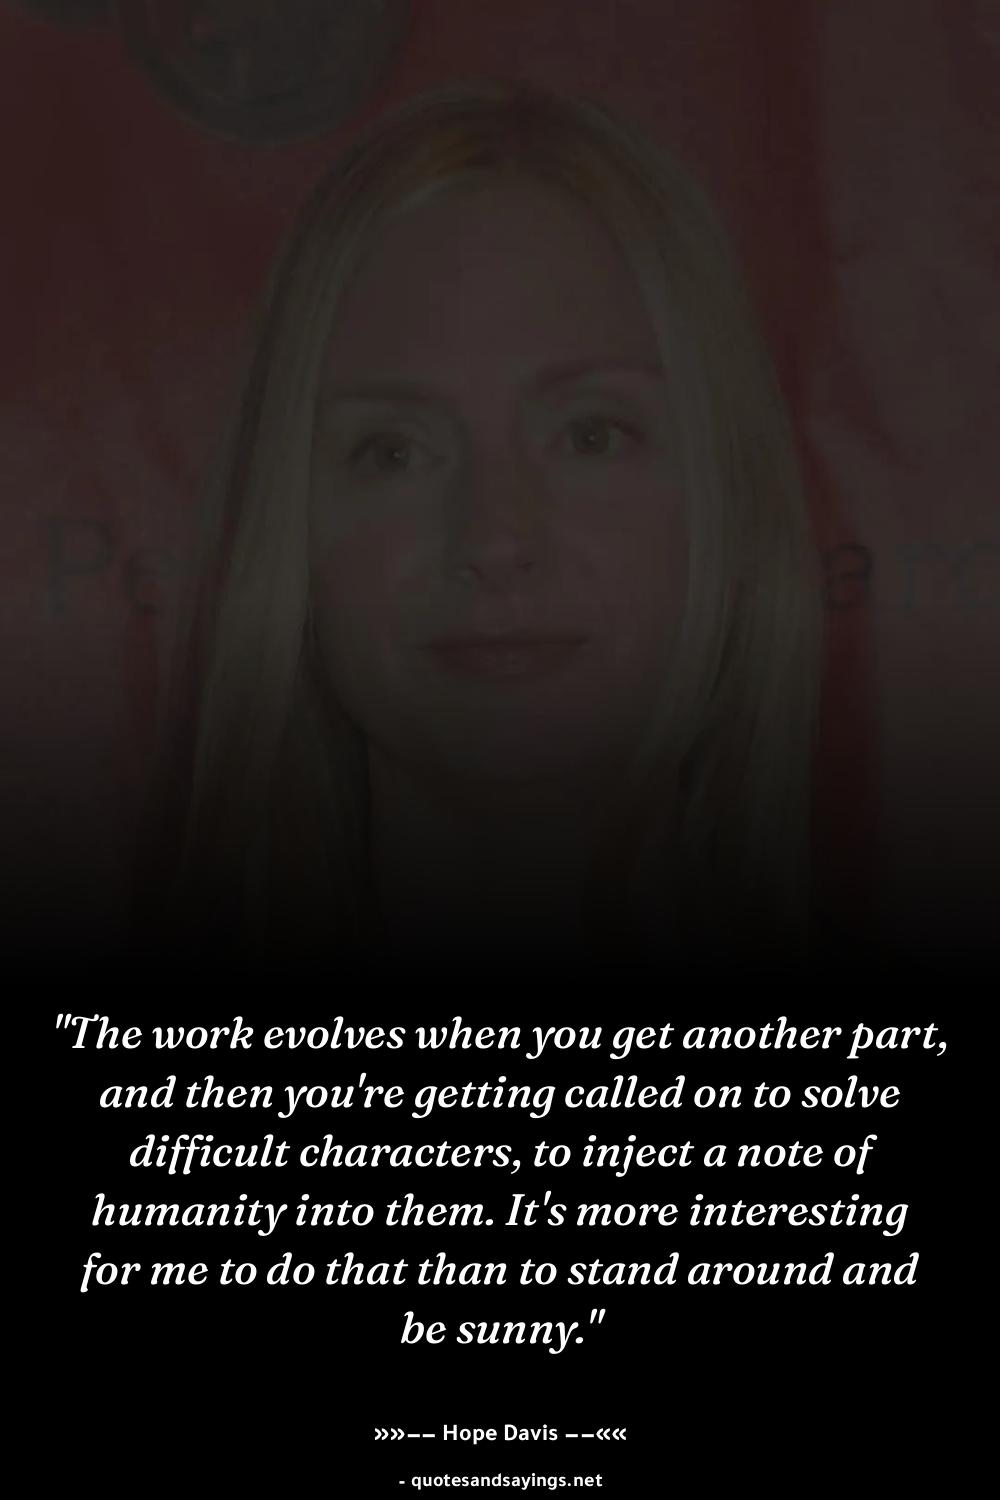 "The work evolves when you get another part,
and then you're getting called on to solve
difficult characters, to inject a note of
humanity into them. It's more interesting
for me to do that than to stand around and
be sunny."
»»−− Hope Davis −−««
- quotesandsayings.net